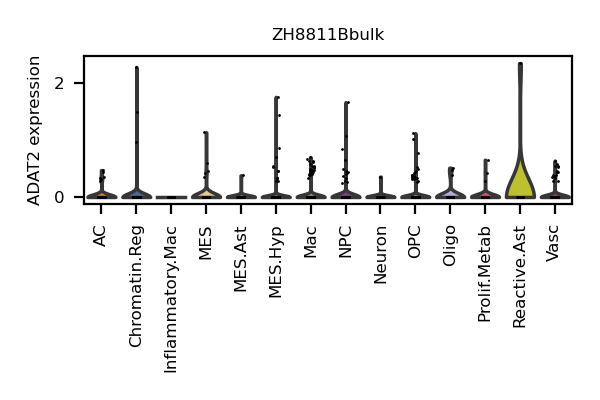 ZH8811Bbulk
ADAT2 expression
2
0
AC
Chromatin.Reg
Inflammatory.Mac
MES
MES.Ast
MES.Hyp
Mac
NPC
Neuron
OPC
Oligo
Prolif.Metab
Reactive.Ast
Vasc